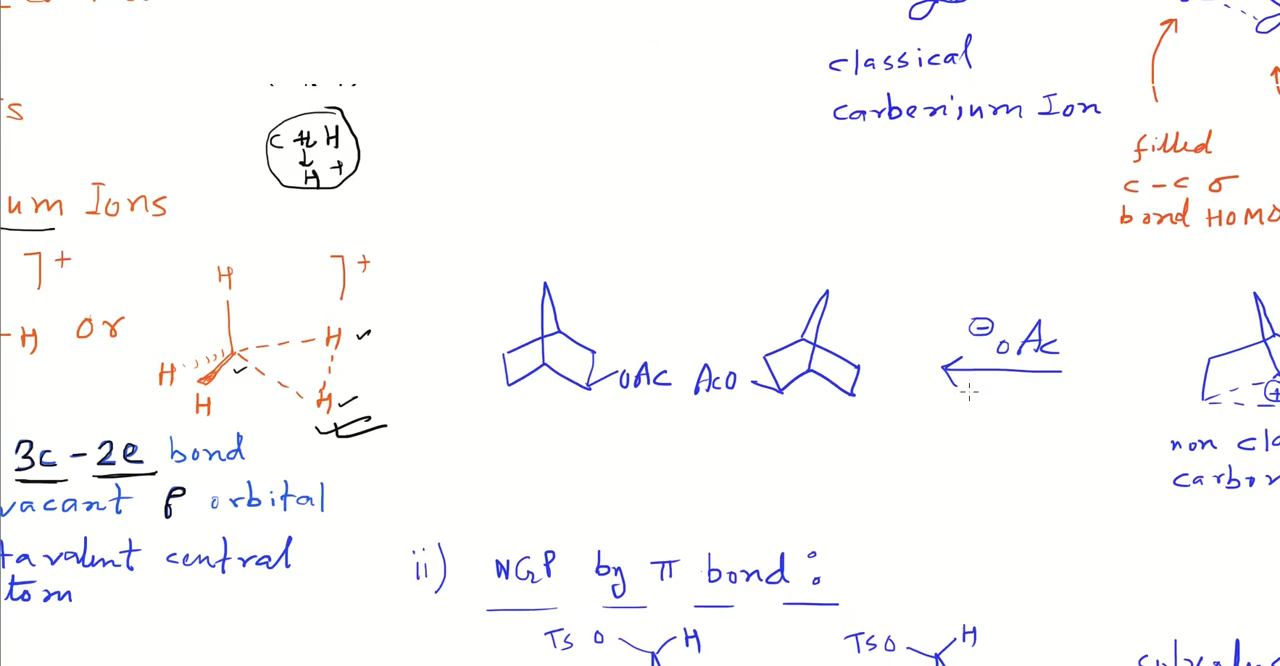 classical
carbenium Ion
s
C H H
H +
filled
C-C σ
bond HOMO
um Ions
]+
H
]+
-H or
H
H
H
H
3c-2e bond
vacant p orbital
tavalent central
tom
OAc AcO
⊖OAc
⊕
non cla
carbon
ii) NGP by π bond :
TsO H
TsO H